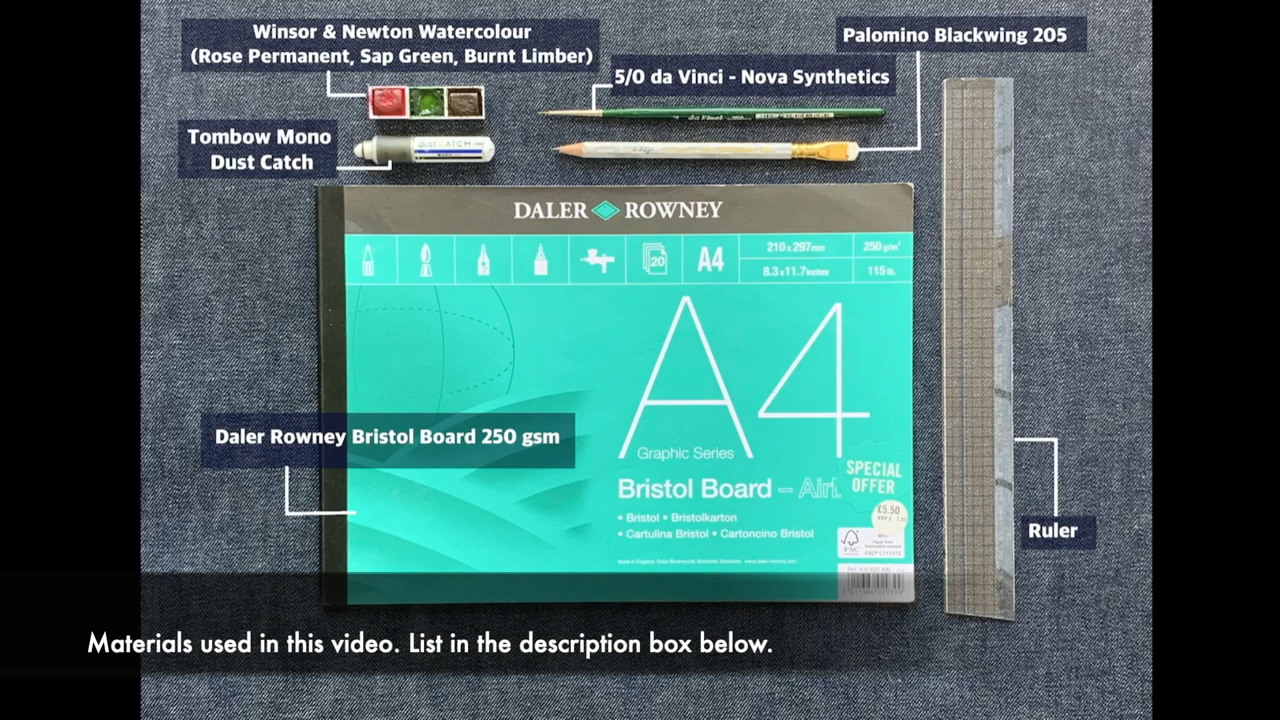 Winsor & Newton Watercolour
(Rose Permanent, Sap Green, Burnt Limber)
Palomino Blackwing 205
5/0 da Vinci - Nova Synthetics
Tombow Mono
Dust Catch
DALER ROWNEY
20
A4
210 x 297mm
250 g/m²
8.3 x 11.7inches
115 lb.
A4
Graphic Series
Daler Rowney Bristol Board 250 gsm
Bristol Board –
SPECIAL
OFFER
£5.50
• Bristol • Bristolkarton
• Cartulina Bristol • Cartoncino Bristol
FSC
Ruler
Materials used in this video. List in the description box below.